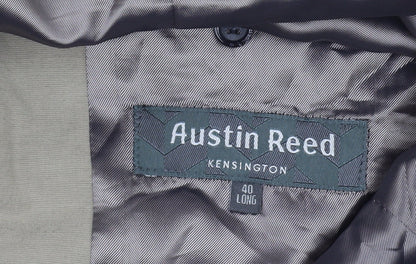 Austin Reed
KENSINGTON
40
LONG